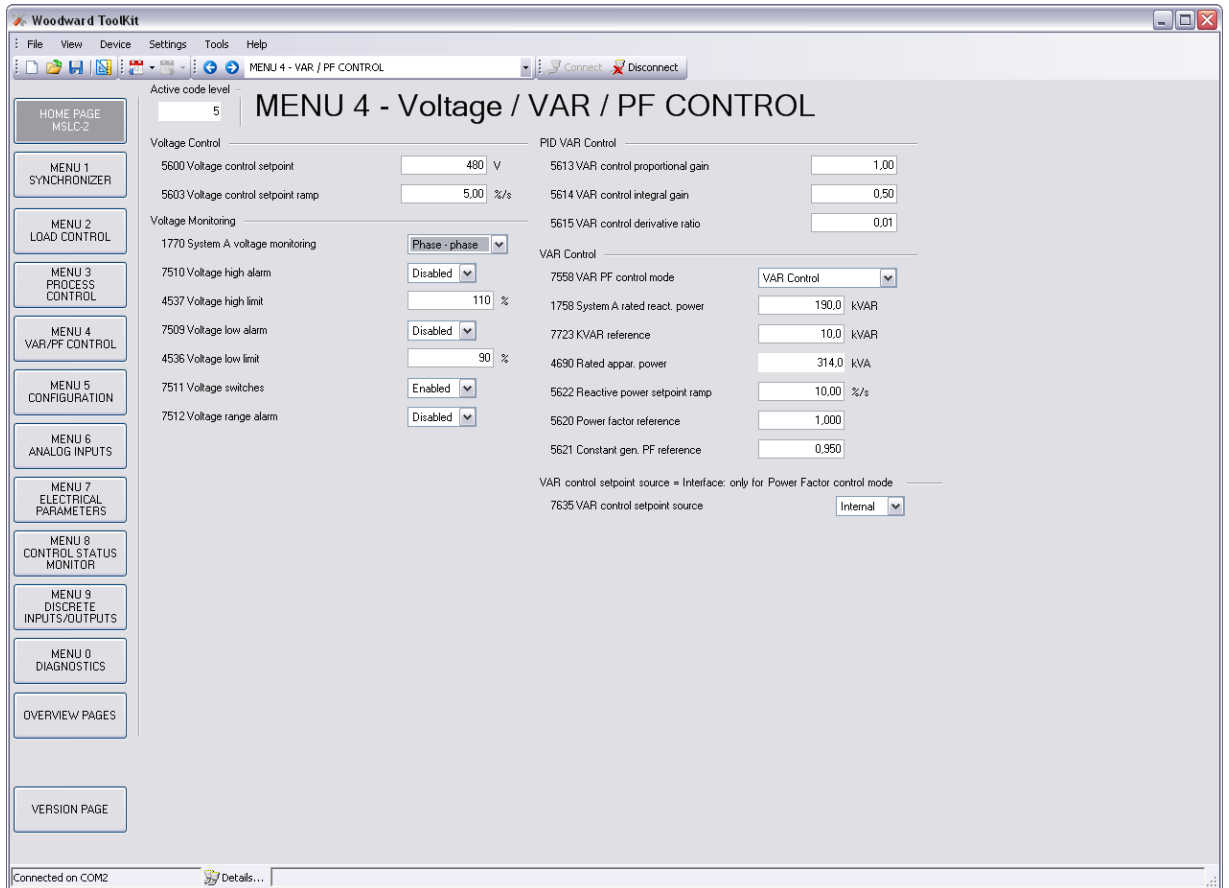 Woodward ToolKit
File View Device Settings Tools Help
MENU 4 - VAR / PF CONTROL Connect Disconnect
HOME PAGE
MSLC-2
MENU 1
SYNCHRONIZER
MENU 2
LOAD CONTROL
MENU 3
PROCESS
CONTROL
MENU 4
VAR/PF CONTROL
MENU 5
CONFIGURATION
MENU 6
ANALOG INPUTS
MENU 7
ELECTRICAL
PARAMETERS
MENU 8
CONTROL STATUS
MONITOR
MENU 9
DISCRETE
INPUTS/OUTPUTS
MENU 0
DIAGNOSTICS
OVERVIEW PAGES
VERSION PAGE
Active code level
5
MENU 4 - Voltage / VAR / PF CONTROL
Voltage Control
5600 Voltage control setpoint 480 V
5603 Voltage control setpoint ramp 5,00 %/s
Voltage Monitoring
1770 System A voltage monitoring Phase - phase
7510 Voltage high alarm Disabled
4537 Voltage high limit 110 %
7509 Voltage low alarm Disabled
4536 Voltage low limit 90 %
7511 Voltage switches Enabled
7512 Voltage range alarm Disabled
PID VAR Control
5613 VAR control proportional gain 1,00
5614 VAR control integral gain 0,50
5615 VAR control derivative ratio 0,01
VAR Control
7558 VAR PF control mode VAR Control
1758 System A rated react. power 190,0 kVAR
7723 KVAR reference 10,0 kVAR
4690 Rated appar. power 314,0 kVA
5622 Reactive power setpoint ramp 10,00 %/s
5620 Power factor reference 1,000
5621 Constant gen. PF reference 0,950
VAR control setpoint source = Interface: only for Power Factor control mode
7635 VAR control setpoint source Internal
Connected on COM2 Details...